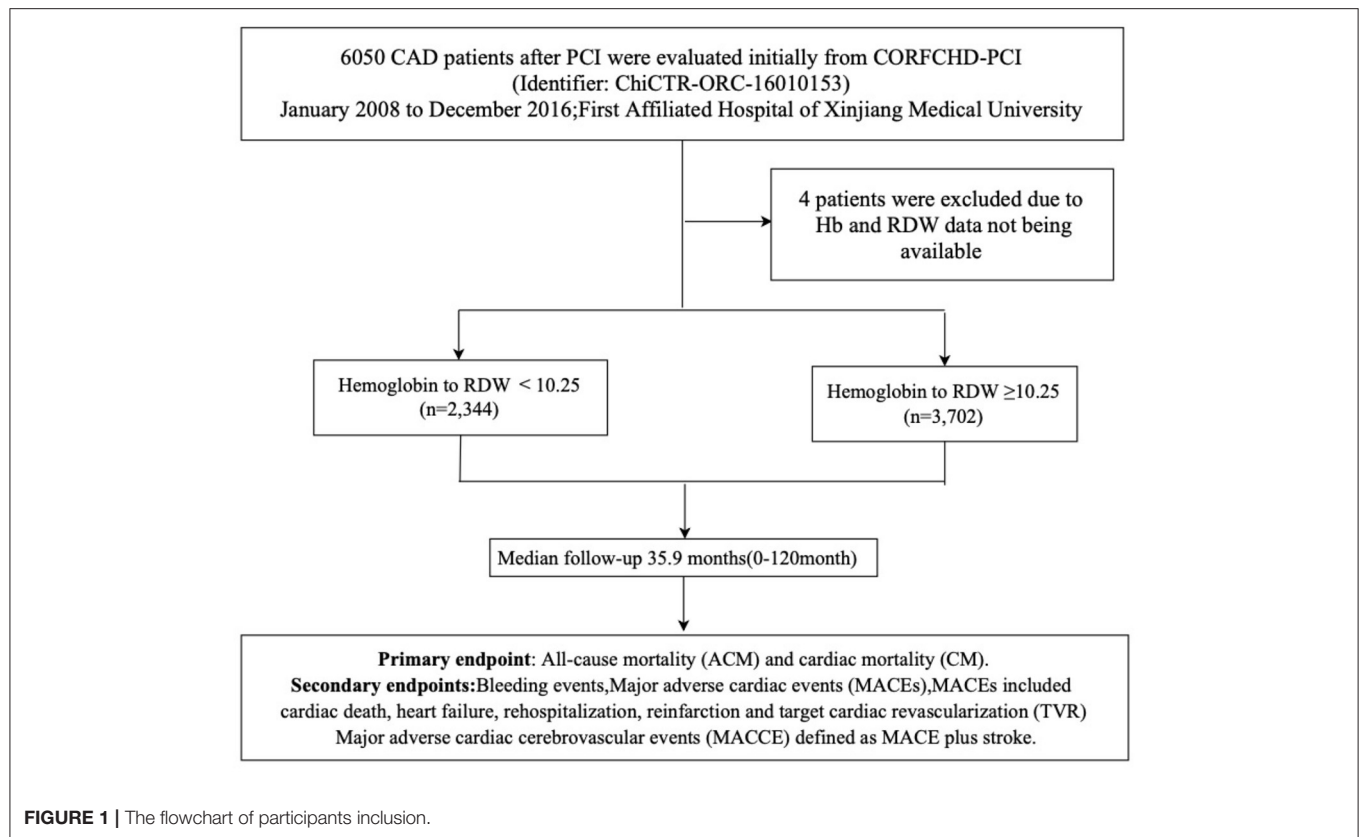 6050 CAD patients after PCI were evaluated initially from CORFCHD-PCI
(Identifier: ChiCTR-ORC-16010153)
January 2008 to December 2016;First Affiliated Hospital of Xinjiang Medical University
4 patients were excluded due to
Hb and RDW data not being
available
Hemoglobin to RDW < 10.25
(n=2,344)
Hemoglobin to RDW ≥10.25
(n=3,702)
Median follow-up 35.9 months(0-120month)
Primary endpoint: All-cause mortality (ACM) and cardiac mortality (CM).
Secondary endpoints:Bleeding events,Major adverse cardiac events (MACEs),MACEs included
cardiac death, heart failure, rehospitalization, reinfarction and target cardiac revascularization (TVR)
Major adverse cardiac cerebrovascular events (MACCE) defined as MACE plus stroke.
FIGURE 1 | The flowchart of participants inclusion.